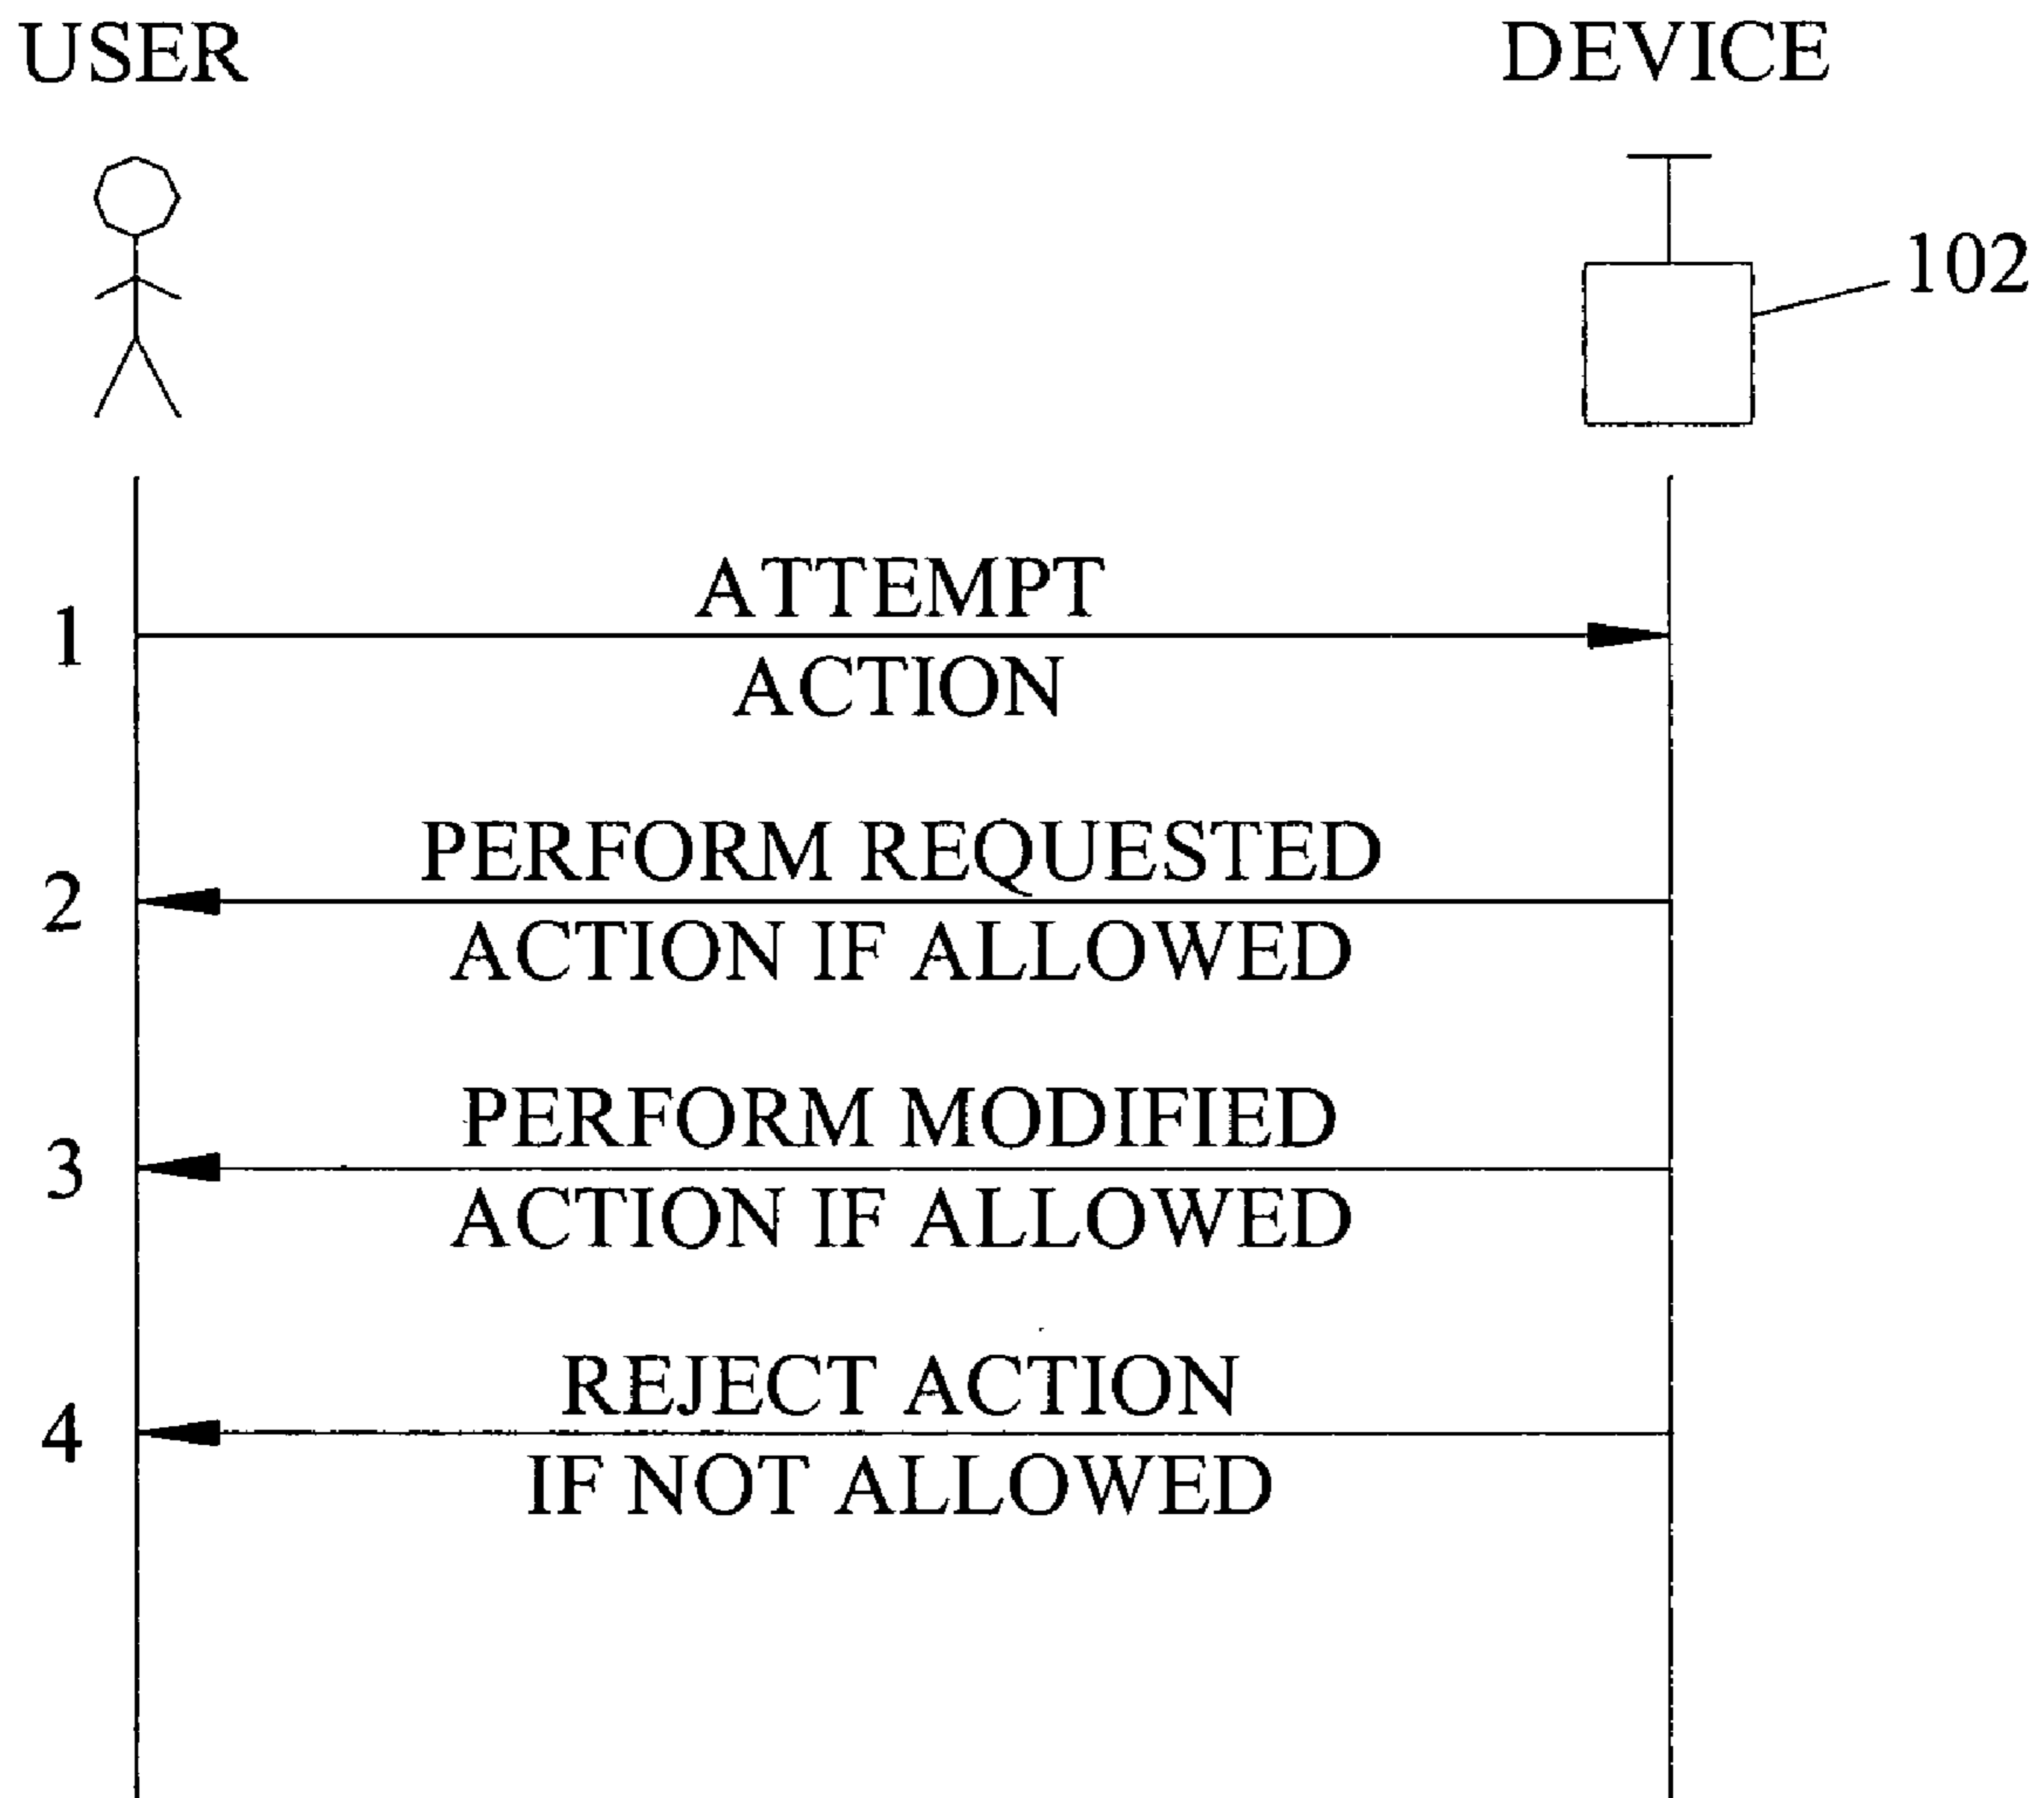 USER
DEVICE
102
ATTEMPT
1
ACTION
PERFORM REQUESTED
2
ACTION IF ALLOWED
PERFORM MODIFIED
3
ACTION IF ALLOWED
REJECT ACTION
4
IF NOT ALLOWED